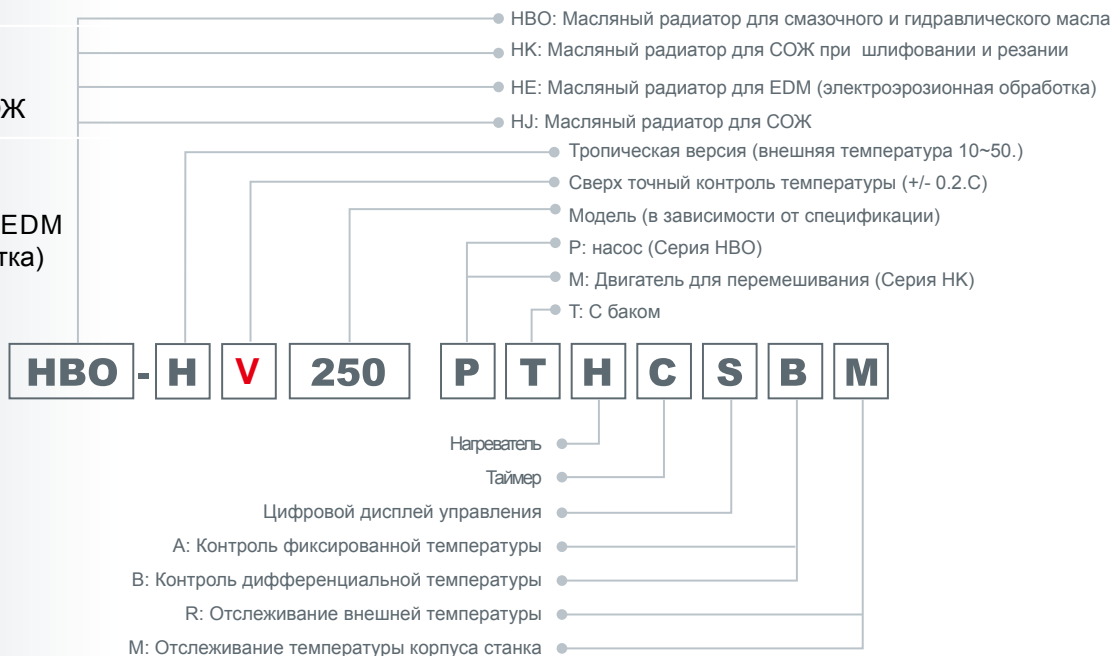 HBO: Масляный радиатор для смазочного и гидравлического масла
HK: Масляный радиатор для СОЖ при шлифовании и резании
HE: Масляный радиатор для EDM (электроэрозионная обработка)
HJ: Масляный радиатор для СОЖ
Тропическая версия (внешняя температура 10~50.)
Сверх точный контроль температуры (+/- 0.2.C)
Модель (в зависимости от спецификации)
P: насос (Серия HBO)
M: Двигатель для перемешивания (Серия HK)
T: С баком
EDM
HBO - H V 250 P T H C S B M
Нагреватель
Таймер
Цифровой дисплей управления
A: Контроль фиксированной температуры
B: Контроль дифференциальной температуры
R: Отслеживание внешней температуры
M: Отслеживание температуры корпуса станка